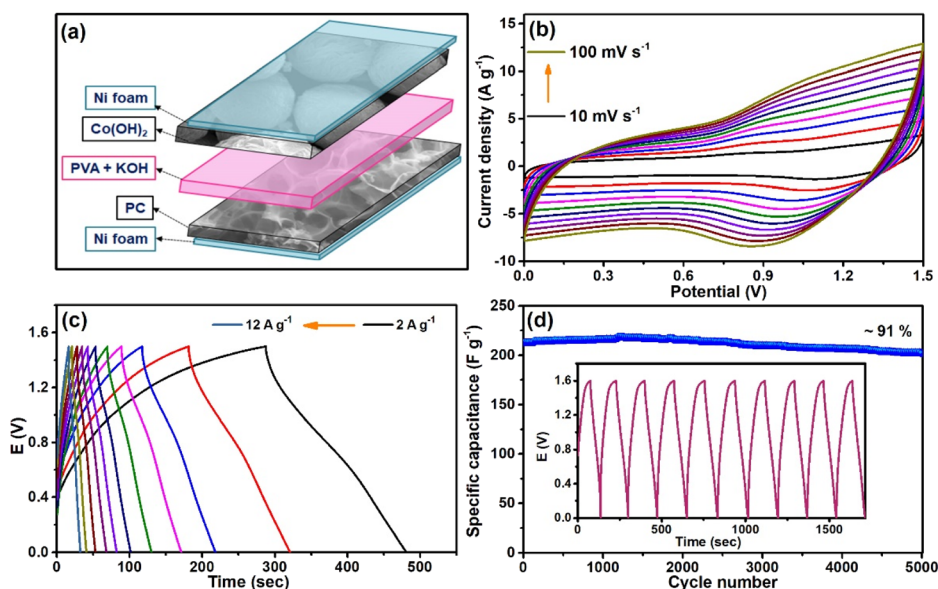 (a)
Ni foam
Co(OH)₂
PVA + KOH
PC
Ni foam
(b)
100 mV s⁻¹
10 mV s⁻¹
Current density (A g⁻¹)
15
10
5
0
-5
-10
0.0 0.3 0.6 0.9 1.2 1.5
Potential (V)
(c)
12 A g⁻¹ 2 A g⁻¹
E (V)
1.6
1.2
0.8
0.4
0.0
0 100 200 300 400 500
Time (sec)
(d)
~ 91 %
Specific capacitance (F g⁻¹)
250
200
150
100
50
0
0 1000 2000 3000 4000 5000
Cycle number
E (V)
1.6
1.2
0.8
0.4
0.0
0 500 1000 1500
Time (sec)